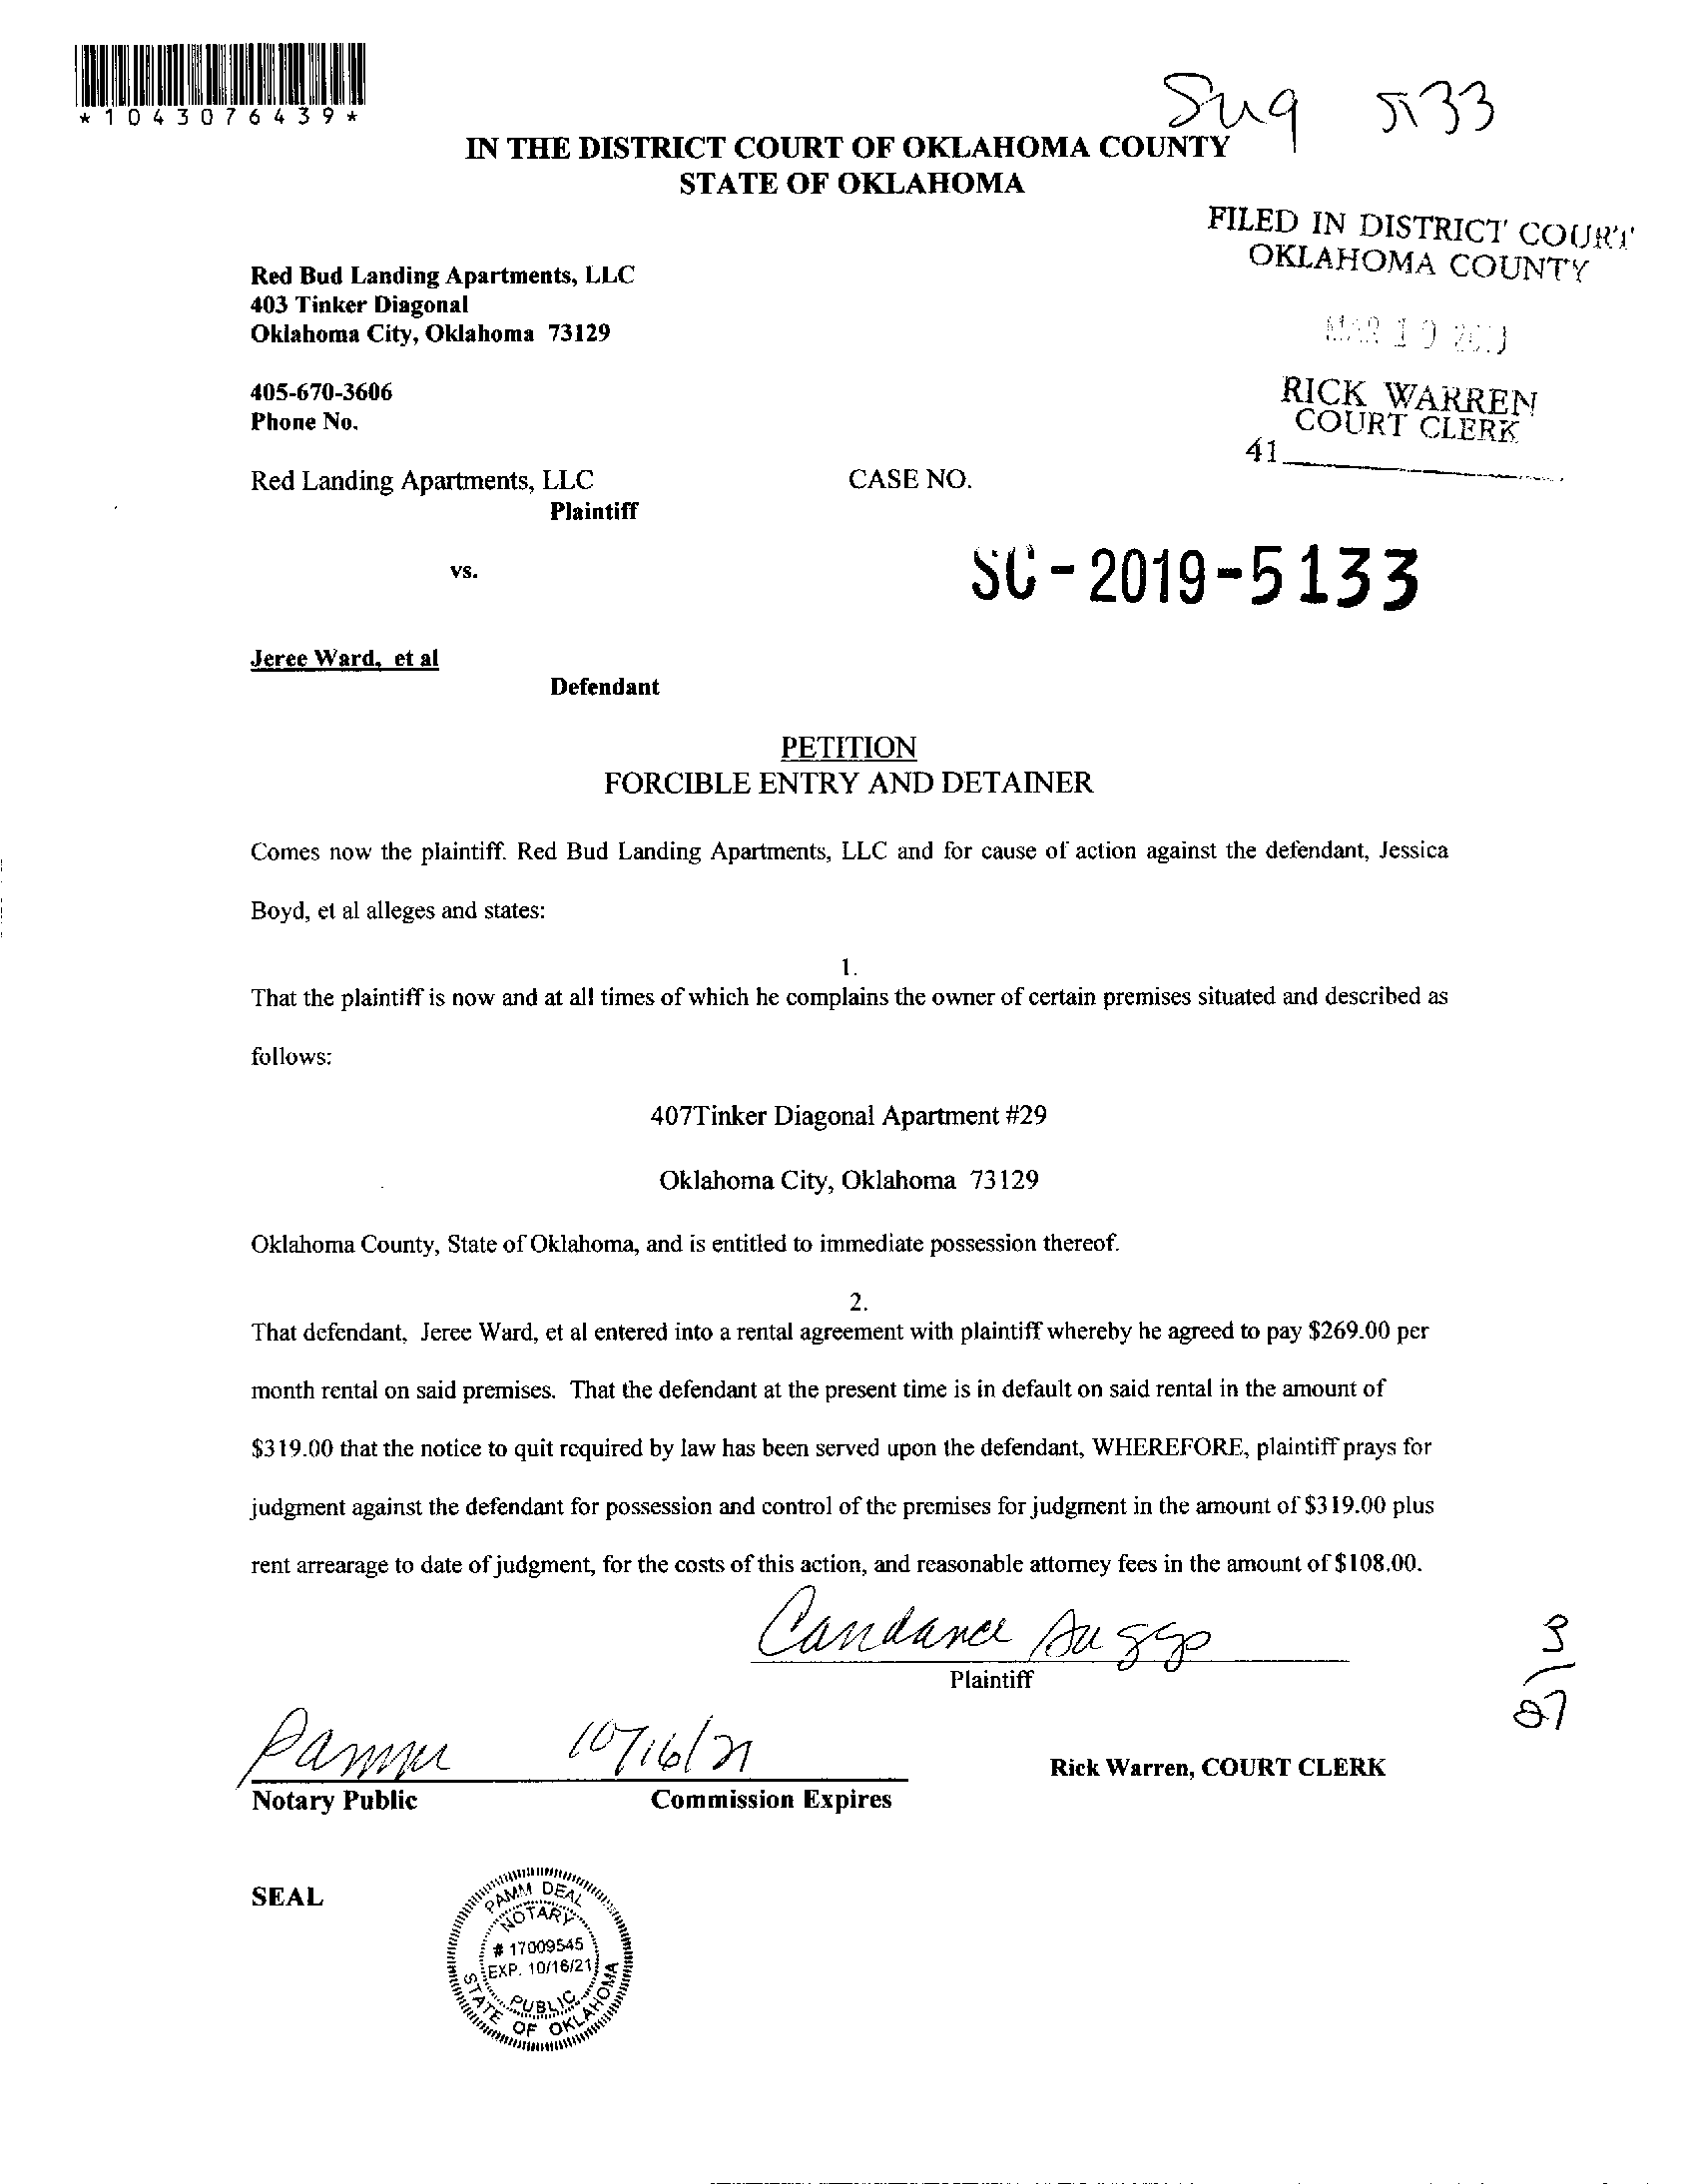 *1043076439*
Sug 5133
IN THE DISTRICT COURT OF OKLAHOMA COUNTY
STATE OF OKLAHOMA
FILED IN DISTRICT COURT
OKLAHOMA COUNTY
Red Bud Landing Apartments, LLC
403 Tinker Diagonal
Oklahoma City, Oklahoma 73129
MAR 19
405-670-3606
Phone No.
RICK WARREN
COURT CLERK
41
Red Landing Apartments, LLC CASE NO.
Plaintiff
vs.
SC-2019-5133
Jeree Ward, et al
Defendant
PETITION
FORCIBLE ENTRY AND DETAINER
Comes now the plaintiff. Red Bud Landing Apartments, LLC and for cause of action against the defendant, Jessica
Boyd, et al alleges and states:
1.
That the plaintiff is now and at all times of which he complains the owner of certain premises situated and described as
follows:
407Tinker Diagonal Apartment #29
Oklahoma City, Oklahoma 73129
Oklahoma County, State of Oklahoma, and is entitled to immediate possession thereof.
2.
That defendant, Jeree Ward, et al entered into a rental agreement with plaintiff whereby he agreed to pay $269.00 per
month rental on said premises. That the defendant at the present time is in default on said rental in the amount of
$319.00 that the notice to quit required by law has been served upon the defendant, WHEREFORE, plaintiff prays for
judgment against the defendant for possession and control of the premises for judgment in the amount of $319.00 plus
rent arrearage to date of judgment, for the costs of this action, and reasonable attorney fees in the amount of $108.00.
Candance Suggs
Plaintiff
3/27
Pamm 10/16/21
Rick Warren, COURT CLERK
Notary Public Commission Expires
SEAL
PAMM DEAL
NOTARY
# 17009545
EXP. 10/16/21
PUBLIC
STATE OF OKLAHOMA